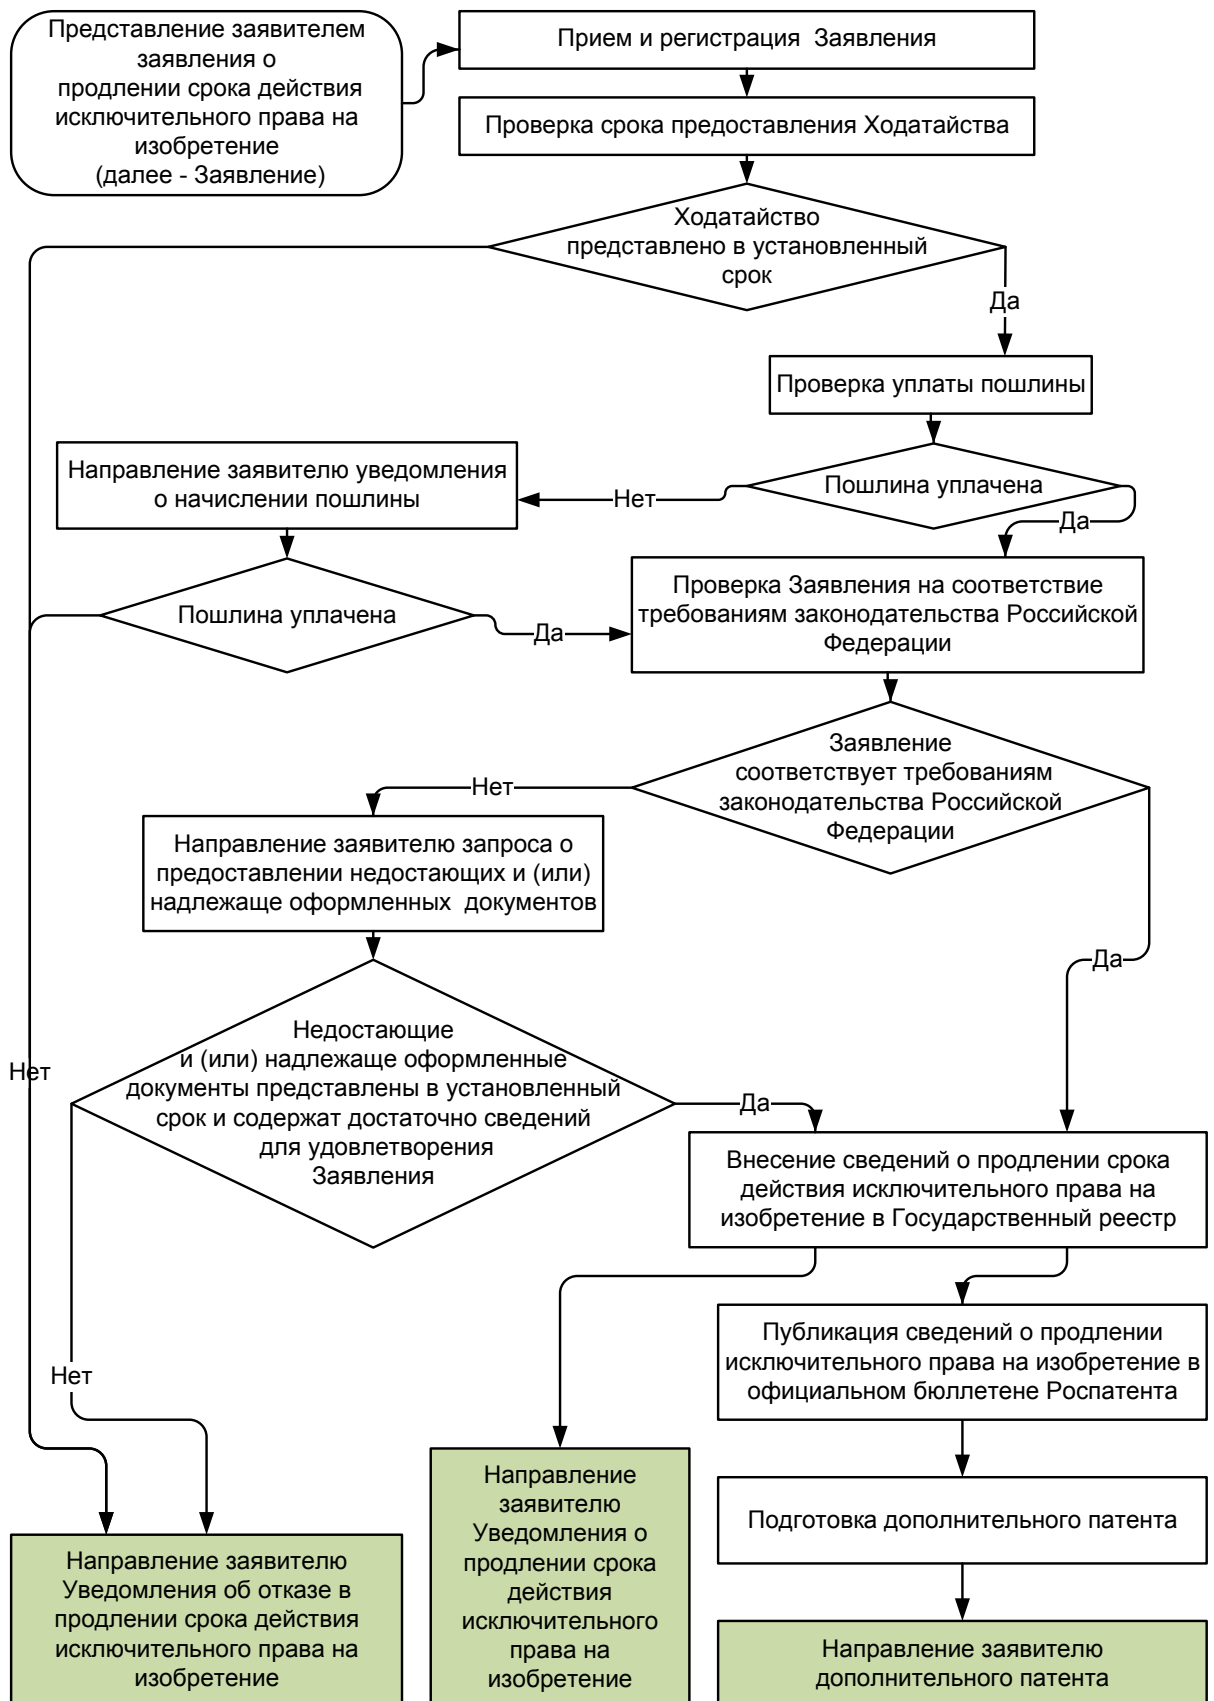 Представление заявителем
заявления о
продлении срока действия
исключительного права на
изобретение
(далее - Заявление)
Прием и регистрация Заявления
Проверка срока предоставления Ходатайства
Ходатайство
представлено в установленный
срок
Да
Проверка уплаты пошлины
Направление заявителю уведомления
о начислении пошлины
Нет
Пошлина уплачена
Да
Пошлина уплачена
Да
Проверка Заявления на соответствие
требованиям законодательства Российской
Федерации
Заявление
соответствует требованиям
законодательства Российской
Федерации
Нет
Направление заявителю запроса о
предоставлении недостающих и (или)
надлежаще оформленных документов
Да
Недостающие
и (или) надлежаще оформленные
документы представлены в установленный
срок и содержат достаточно сведений
для удовлетворения
Заявления
Нет
Да
Внесение сведений о продлении срока
действия исключительного права на
изобретение в Государственный реестр
Нет
Публикация сведений о продлении
исключительного права на изобретение в
официальном бюллетене Роспатента
Направление
заявителю
Уведомления о
продлении срока
действия
исключительного
права на
изобретение
Подготовка дополнительного патента
Направление заявителю
Уведомления об отказе в
продлении срока действия
исключительного права на
изобретение
Направление заявителю
дополнительного патента